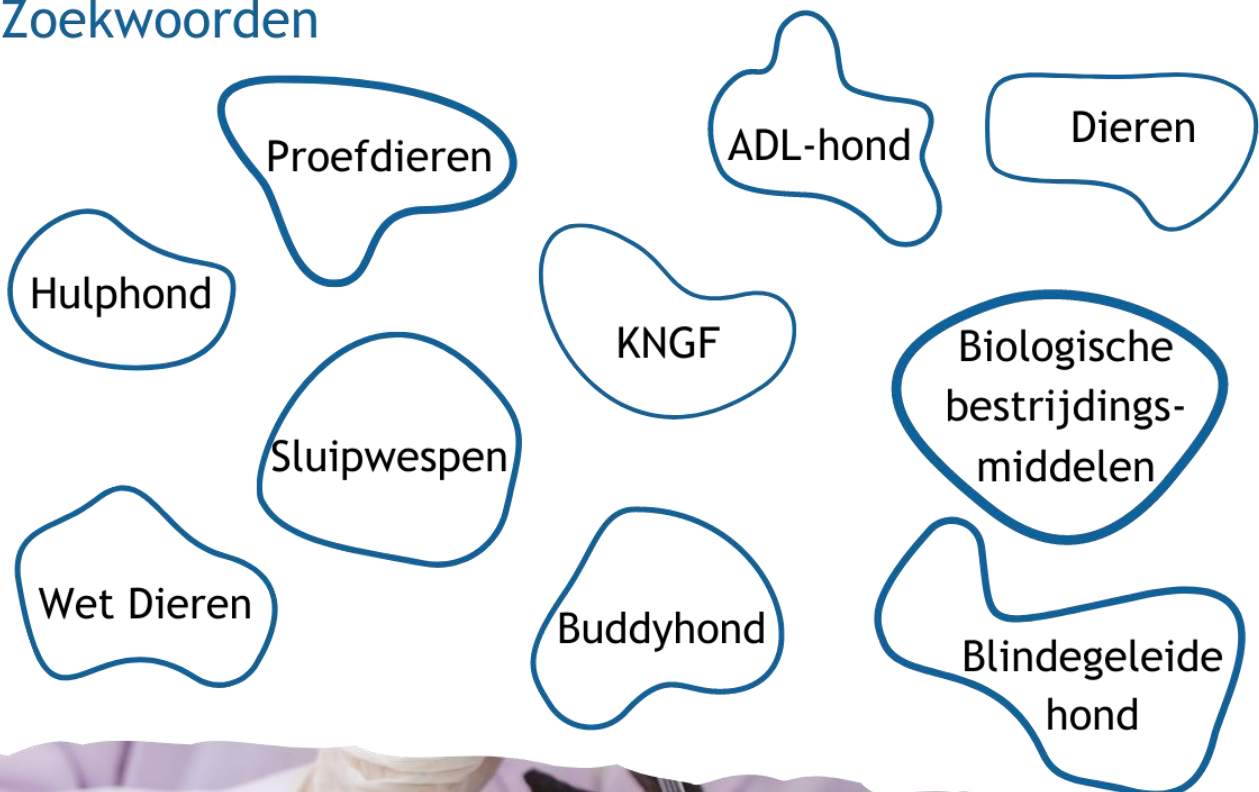 Zoekwoorden
Proefdieren
ADL-hond
Dieren
Hulphond
KNGF
Biologische
bestrijdings-
middelen
Sluipwespen
Wet Dieren
Buddyhond
Blindegeleide
hond